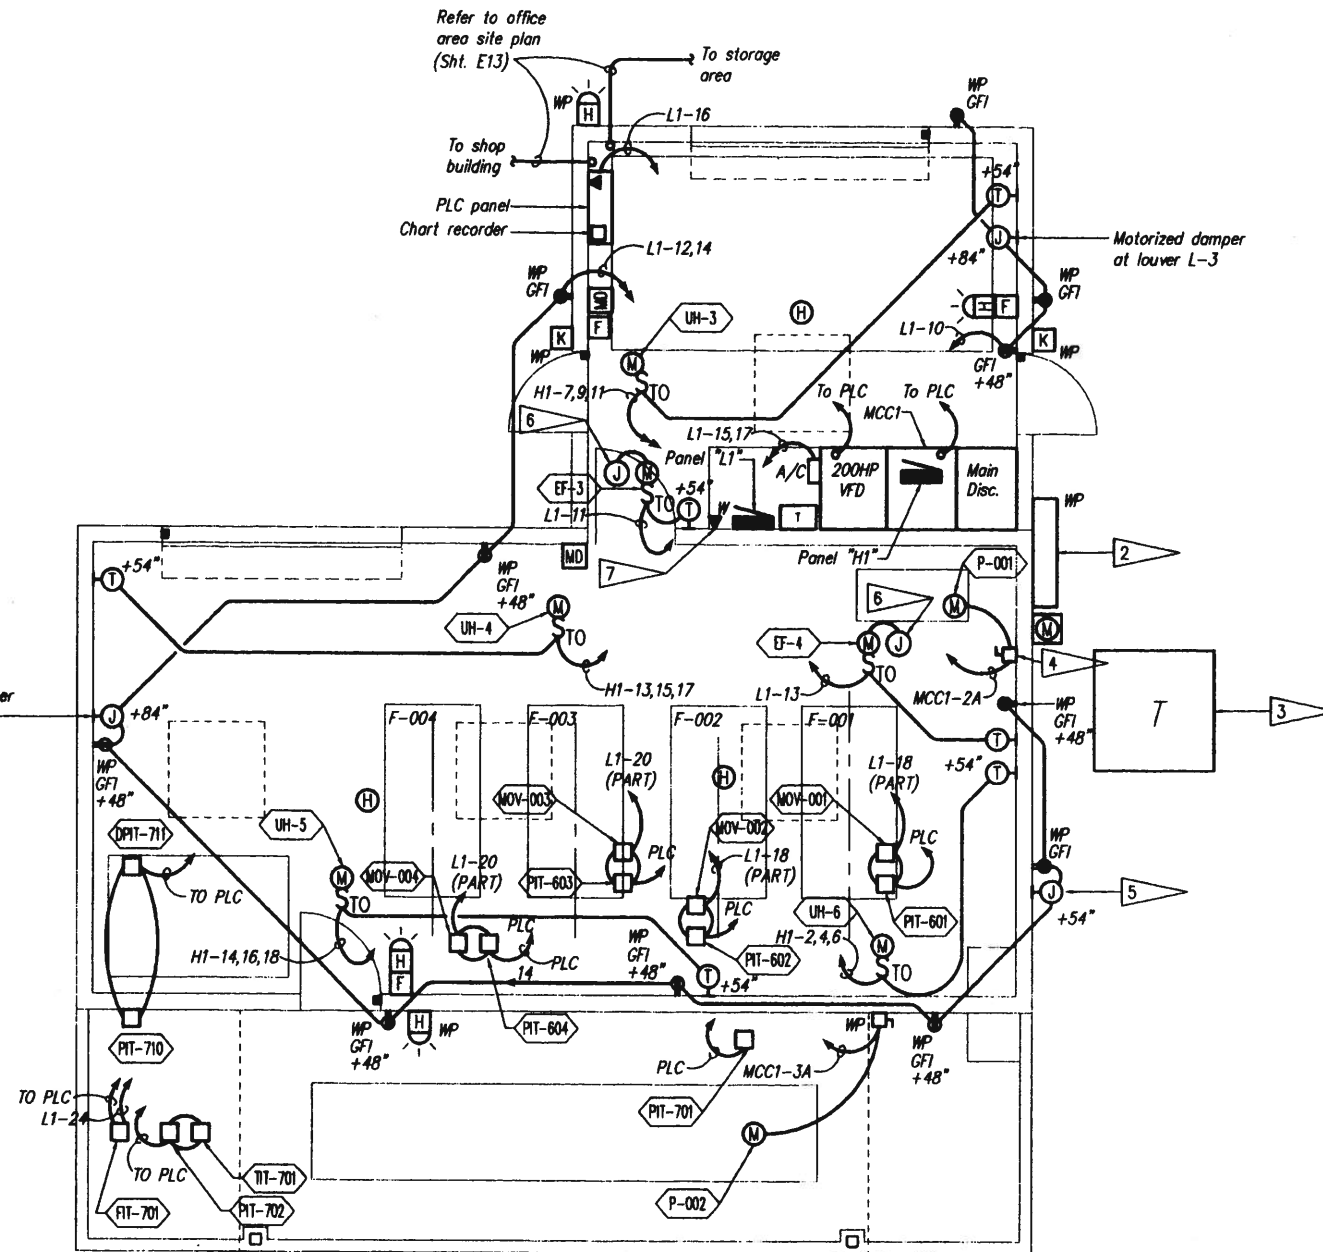 Refer to office
area site plan
(Sht. E13)
To storage
area
WP
H
L1-16
WP
GFI
To shop
building
PLC panel
Chart recorder
+54"
T
J
+84"
Motorized damper
at louver L-3
L1-12,14
WP
GFI
MD
F
K
WP
UH-3
H
H
F
WP
GFI
L1-10
K
WP
GFI
+48"
M
TO
H1-7,9,11
6
To PLC
To PLC
MCC1
L1-15,17
Panel "L1"
A/C
200HP
VFD
Main
Disc.
J
M
EF-3
TO
+54"
T
L1-11
W
T
WP
Panel "H1"
MD
7
P-001
2
T
+54"
WP
GFI
+48"
6
M
M
UH-4
M
TO
EF-4
M
J
TO
4
H1-13,15,17
L1-13
MCC1-2A
T
3
er
J
+84"
F-004
F-003
F-002
F=001
WP
GFI
+48"
T
+54"
T
WP
GFI
+48"
L1-20
(PART)
L1-18
(PART)
H
H
MOV-003
MOV-001
UH-5
DPIT-711
MOV-002
PLC
WP
GFI
L1-20
(PART)
PLC
L1-18
(PART)
MOV-004
M
PIT-603
TO PLC
PLC
J
5
+54"
TO
UH-6
PIT-601
H1-14,16,18
H
F
PLC
PLC
WP
GFI
+48"
PIT-602
H1-2,4,6
M
TO
14
T
+54"
H
WP
WP
GFI
+48"
PIT-604
WP
WP
GFI
+48"
PIT-710
PLC
MCC1-3A
TO PLC
L1-24
PIT-701
M
TO PLC
TIT-701
FIT-701
PIT-702
P-002